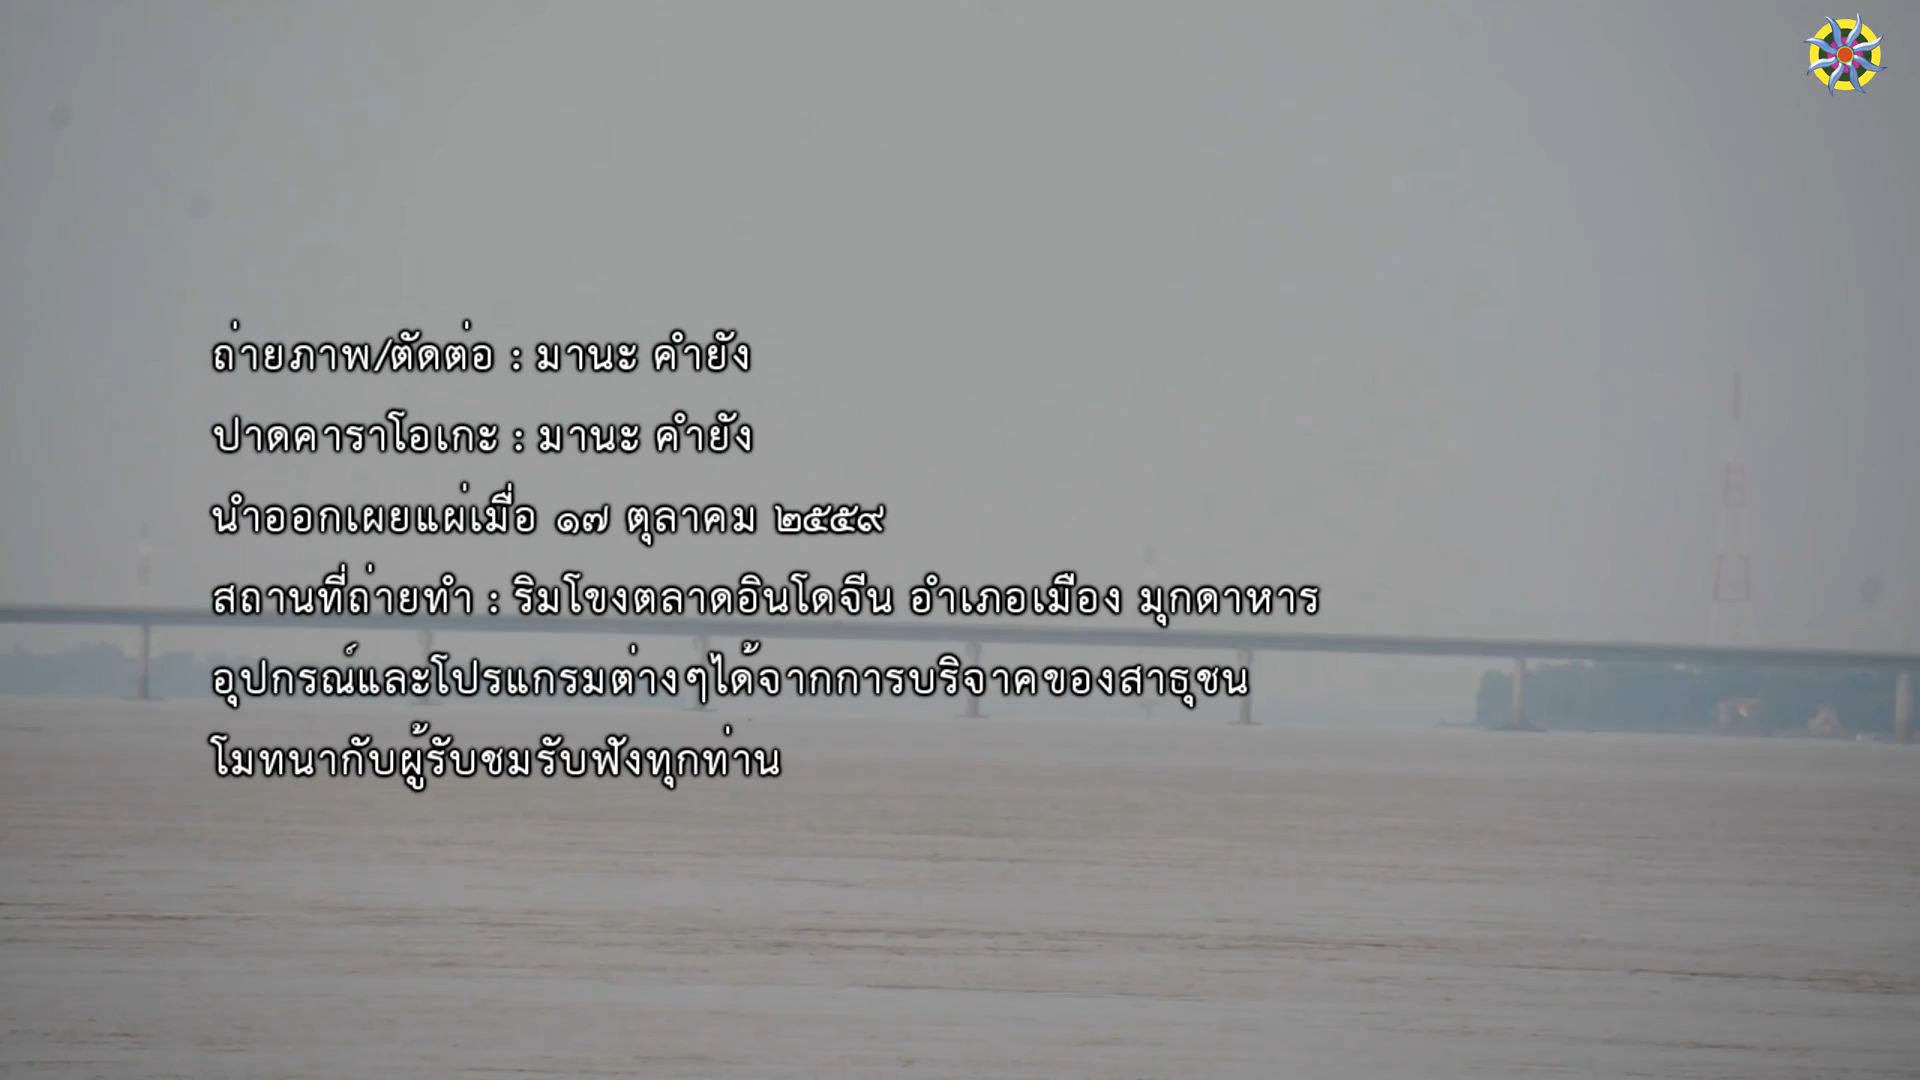 ถ่ายภาพ/ตัดต่อ : มานะ คำยัง
ปาดคาราโอเกะ : มานะ คำยัง
นำออกเผยแผ่เมื่อ ๑๗ ตุลาคม ๒๕๕๙
สถานที่ถ่ายทำ : ริมโขงตลาดอินโดจีน อำเภอเมือง มุกดาหาร
อุปกรณ์และโปรแกรมต่างๆได้จากการบริจาคของสาธุชน
โมทนากับผู้รับชมรับฟังทุกท่าน